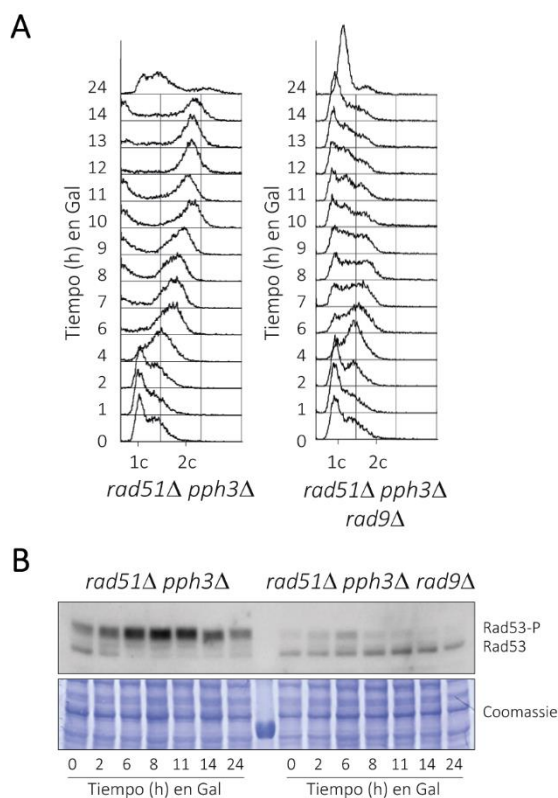 A
24
14
13
12
11
10
9
8
7
6
4
2
1
0
Tiempo (h) en Gal
1c 2c
rad51Δ pph3Δ
24
14
13
12
11
10
9
8
7
6
4
2
1
0
Tiempo (h) en Gal
1c 2c
rad51Δ pph3Δ
rad9Δ
B
rad51Δ pph3Δ rad51Δ pph3Δ rad9Δ
Rad53-P
Rad53
Coomassie
0 2 6 8 11 14 24 0 2 6 8 11 14 24
Tiempo (h) en Gal Tiempo (h) en Gal